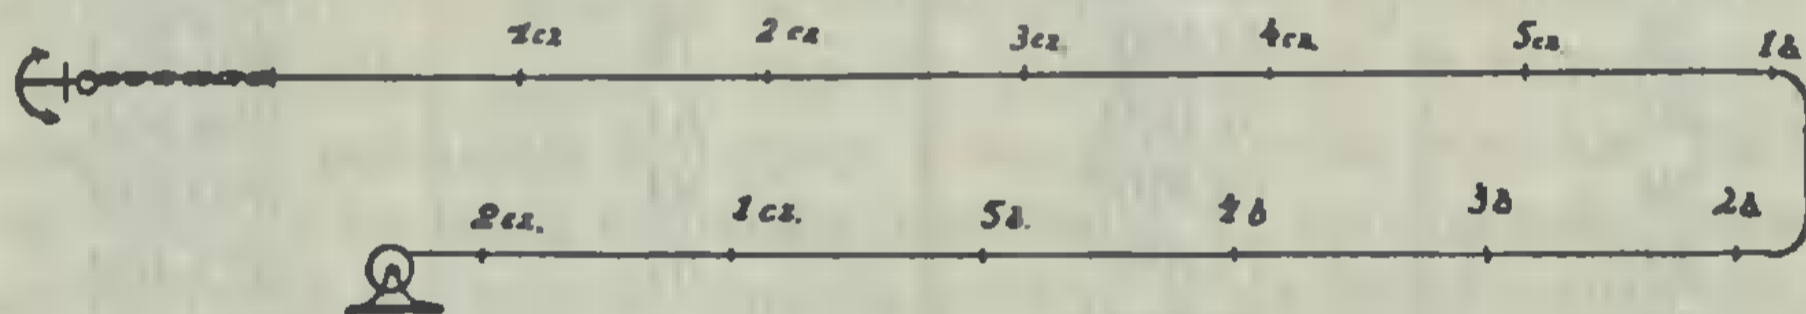 1cz 2cz 3cz. 4cz. 5cz. 1b
2cz. 1cz. 5b. 4b 3b 2b